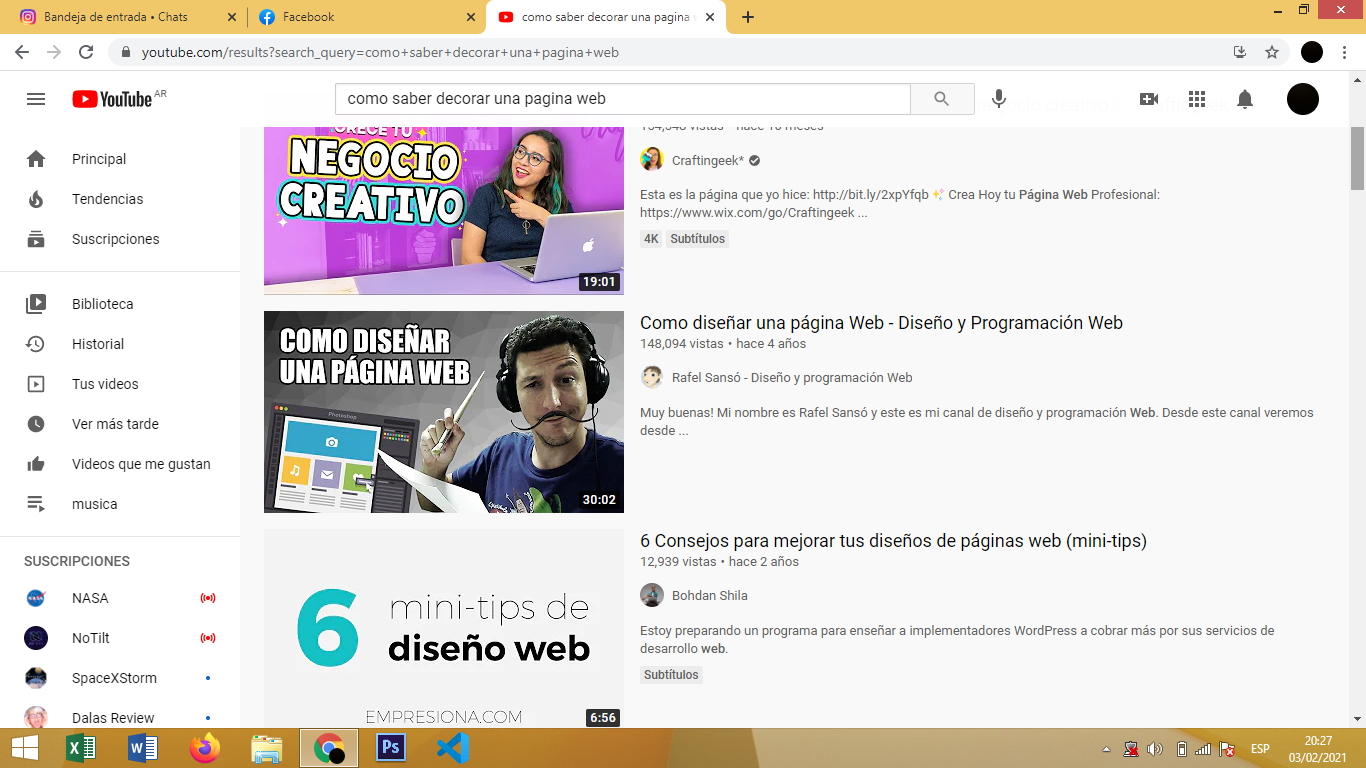 Bandeja de entrada • Chats
Facebook
como saber decorar una pagina
youtube.com/results?search_query=como+saber+decorar+una+pagina+web
YouTube AR
como saber decorar una pagina web
Principal
Tendencias
Suscripciones
Biblioteca
Historial
Tus videos
Ver más tarde
Videos que me gustan
musica
SUSCRIPCIONES
NASA
NoTilt
SpaceXStorm
Dalas Review
NEGOCIO
CREATIVO
19:01
Craftingeek*
Esta es la página que yo hice: http://bit.ly/2xpYfqb ✨ Crea Hoy tu Página Web Profesional:
https://www.wix.com/go/Craftingeek ...
4K Subtítulos
COMO DISEÑAR
UNA PÁGINA WEB
Photoshop
30:02
Como diseñar una página Web - Diseño y Programación Web
148,094 vistas • hace 4 años
Rafel Sansó - Diseño y programación Web
Muy buenas! Mi nombre es Rafel Sansó y este es mi canal de diseño y programación Web. Desde este canal veremos
desde ...
6 mini-tips de
diseño web
EMPRESIONA.COM
6:56
6 Consejos para mejorar tus diseños de páginas web (mini-tips)
12,939 vistas • hace 2 años
Bohdan Shila
Estoy preparando un programa para enseñar a implementadores WordPress a cobrar más por sus servicios de
desarrollo web.
Subtítulos
Ps
ESP
20:27
03/02/2021